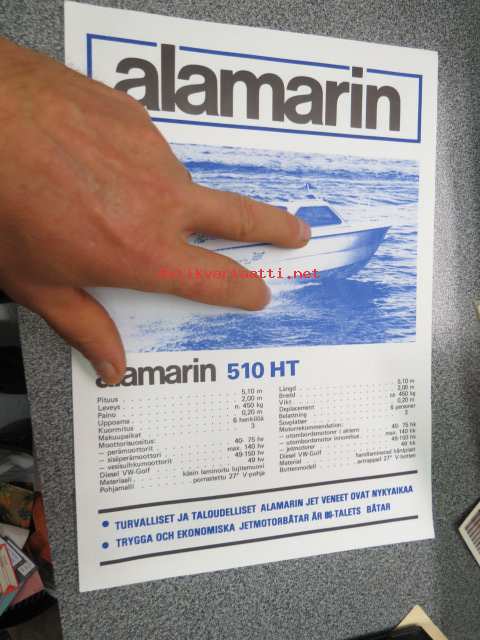 alamarin
antikvariaatti.net
alamarin 510 HT
Pituus 5,10 m
Leveys 2,00 m
Paino n. 450 kg
Uppoama 0,20 m
Kuormitus 6 henkilöä
Makuupaikat 3
Moottorisuositus:
– perämoottori 40-75 hv
– sisäperämoottori max. 140 hv
– vesisuihkumoottorit 49-150 hv
Diesel VW-Golf 49 hv
Materiaali käsin laminoitu lujitemuovi
Pohjamalli porrastettu 27° V-pohja
Längd 5,10 m
Bredd 2,00 m
Vikt ca 450 kg
Deplacement 0,20 m
Belastning 6 personer
Sovplatser 3
Motorrekommendation:
– utombordsmotor i aktern 40-75 hk
– utombordsmotor innombords max. 140 hk
– jetmotorer 49-150 hk
Diesel VW-Golf 49 hk
Material handlaminerad hårdplast
Bottenmodell avtrappad 27° V-botten
• TURVALLISET JA TALOUDELLISET ALAMARIN JET VENEET OVAT NYKYAIKAA
• TRYGGA OCH EKONOMISKA JETMOTORBÅTAR ÄR 80-TALETS BÅTAR